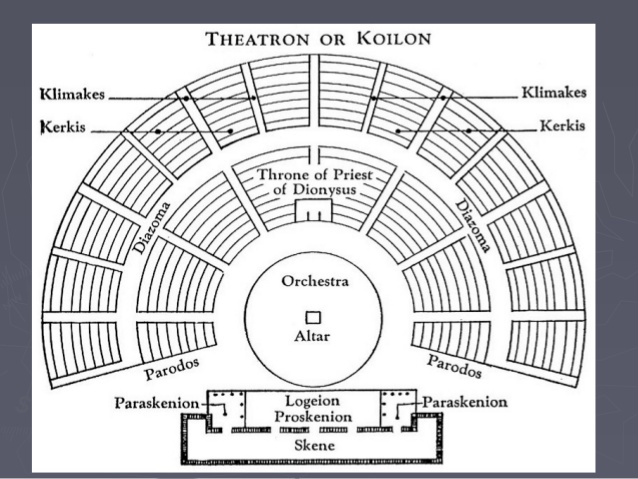 THEATRON OR KOILON
Klimakes
Klimakes
Kerkis
Kerkis
Throne of Priest
of Dionysus
Diazoma
Diazoma
Orchestra
Altar
Parodos
Parodos
Paraskenion
Logeion
Proskenion
Paraskenion
Skene